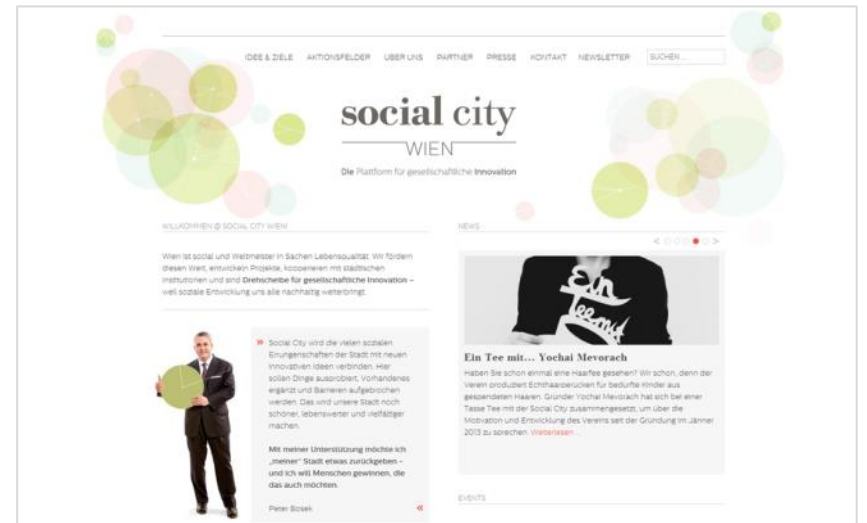 IDEE & ZIELE AKTIONSFELDER ÜBER UNS PARTNER PRESSE KONTAKT NEWSLETTER SUCHEN ...
social city
WIEN
Die Plattform für gesellschaftliche Innovation
WILLKOMMEN @ SOCIAL CITY WIEN!
Wien ist social und Weltmeister in Sachen Lebensqualität. Wir fördern
diesen Wert, entwickeln Projekte, kooperieren mit städtischen
Institutionen und sind Drehscheibe für gesellschaftliche Innovation –
weil soziale Entwicklung uns alle nachhaltig weiterbringt.
» Social City wird die vielen sozialen
Errungenschaften der Stadt mit neuen
innovativen Ideen verbinden. Hier
sollen Dinge ausprobiert, Vorhandenes
ergänzt und Barrieren aufgebrochen
werden. Das wird unsere Stadt noch
schöner, lebenswerter und vielfältiger
machen.
Mit meiner Unterstützung möchte ich
„meiner“ Stadt etwas zurückgeben –
und ich will Menschen gewinnen, die
das auch möchten.
Peter Bosek «
NEWS
< >
Ein
Tee mit
Ein Tee mit... Yochai Mevorach
Haben Sie schon einmal eine Haarfee gesehen? Wir schon, denn der
Verein produziert Echthaarperücken für bedürfte Kinder aus
gespendeten Haaren. Gründer Yochai Mevorach hat sich bei einer
Tasse Tee mit der Social City zusammengesetzt, um über die
Motivation und Entwicklung des Vereins seit der Gründung im Jänner
2013 zu sprechen. Weiterlesen ...
EVENTS